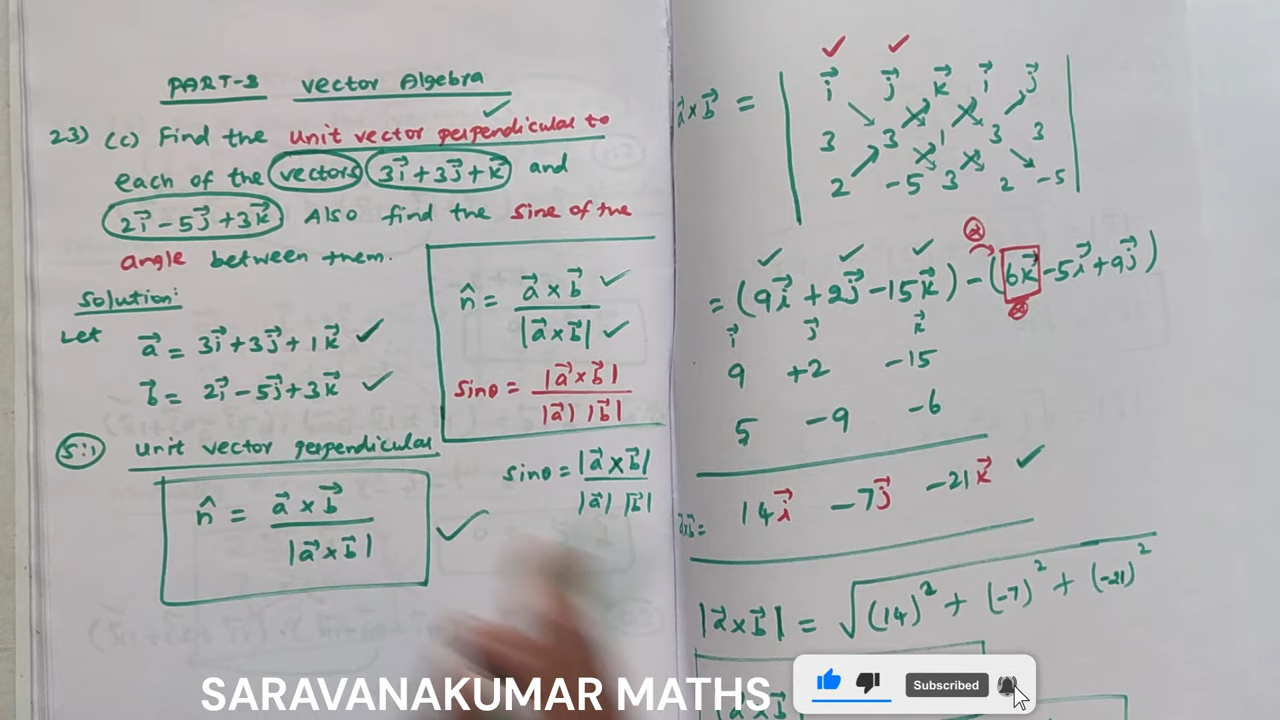 PART-B Vector Algebra
23) (c) Find the unit vector perpendicular to
each of the vectors 3i⃗+3j⃗+k⃗ and
2i⃗-5j⃗+3k⃗ Also find the sine of the
angle between them.
Solution:
Let a⃗ = 3i⃗+3j⃗+1k⃗ ✓
b⃗ = 2i⃗-5j⃗+3k⃗ ✓
n̂ = a⃗×b⃗ ✓
|a⃗×b⃗| ✓
sinθ = |a⃗×b⃗|
|a⃗| |b⃗|
S:1 unit vector perpendicular
n̂ = a⃗×b⃗
|a⃗×b⃗| ✓
sinθ = |a⃗×b⃗|
|a⃗| |b⃗|
✓ ✓
a⃗×b⃗ = | i⃗ j⃗ k⃗ i⃗ j⃗ |
3 3 1 3 3
2 -5 3 2 -5
= (9i⃗+2j⃗-15k⃗) - (6k⃗-5i⃗+9j⃗)
i⃗ j⃗ k⃗
9 +2 -15
5 -9 -6
a⃗×b⃗= 14i⃗ -7j⃗ -21k⃗ ✓
|a⃗×b⃗| = √(14)² + (-7)² + (-21)²
|a⃗×b⃗|
SARAVANAKUMAR MATHS
Subscribed